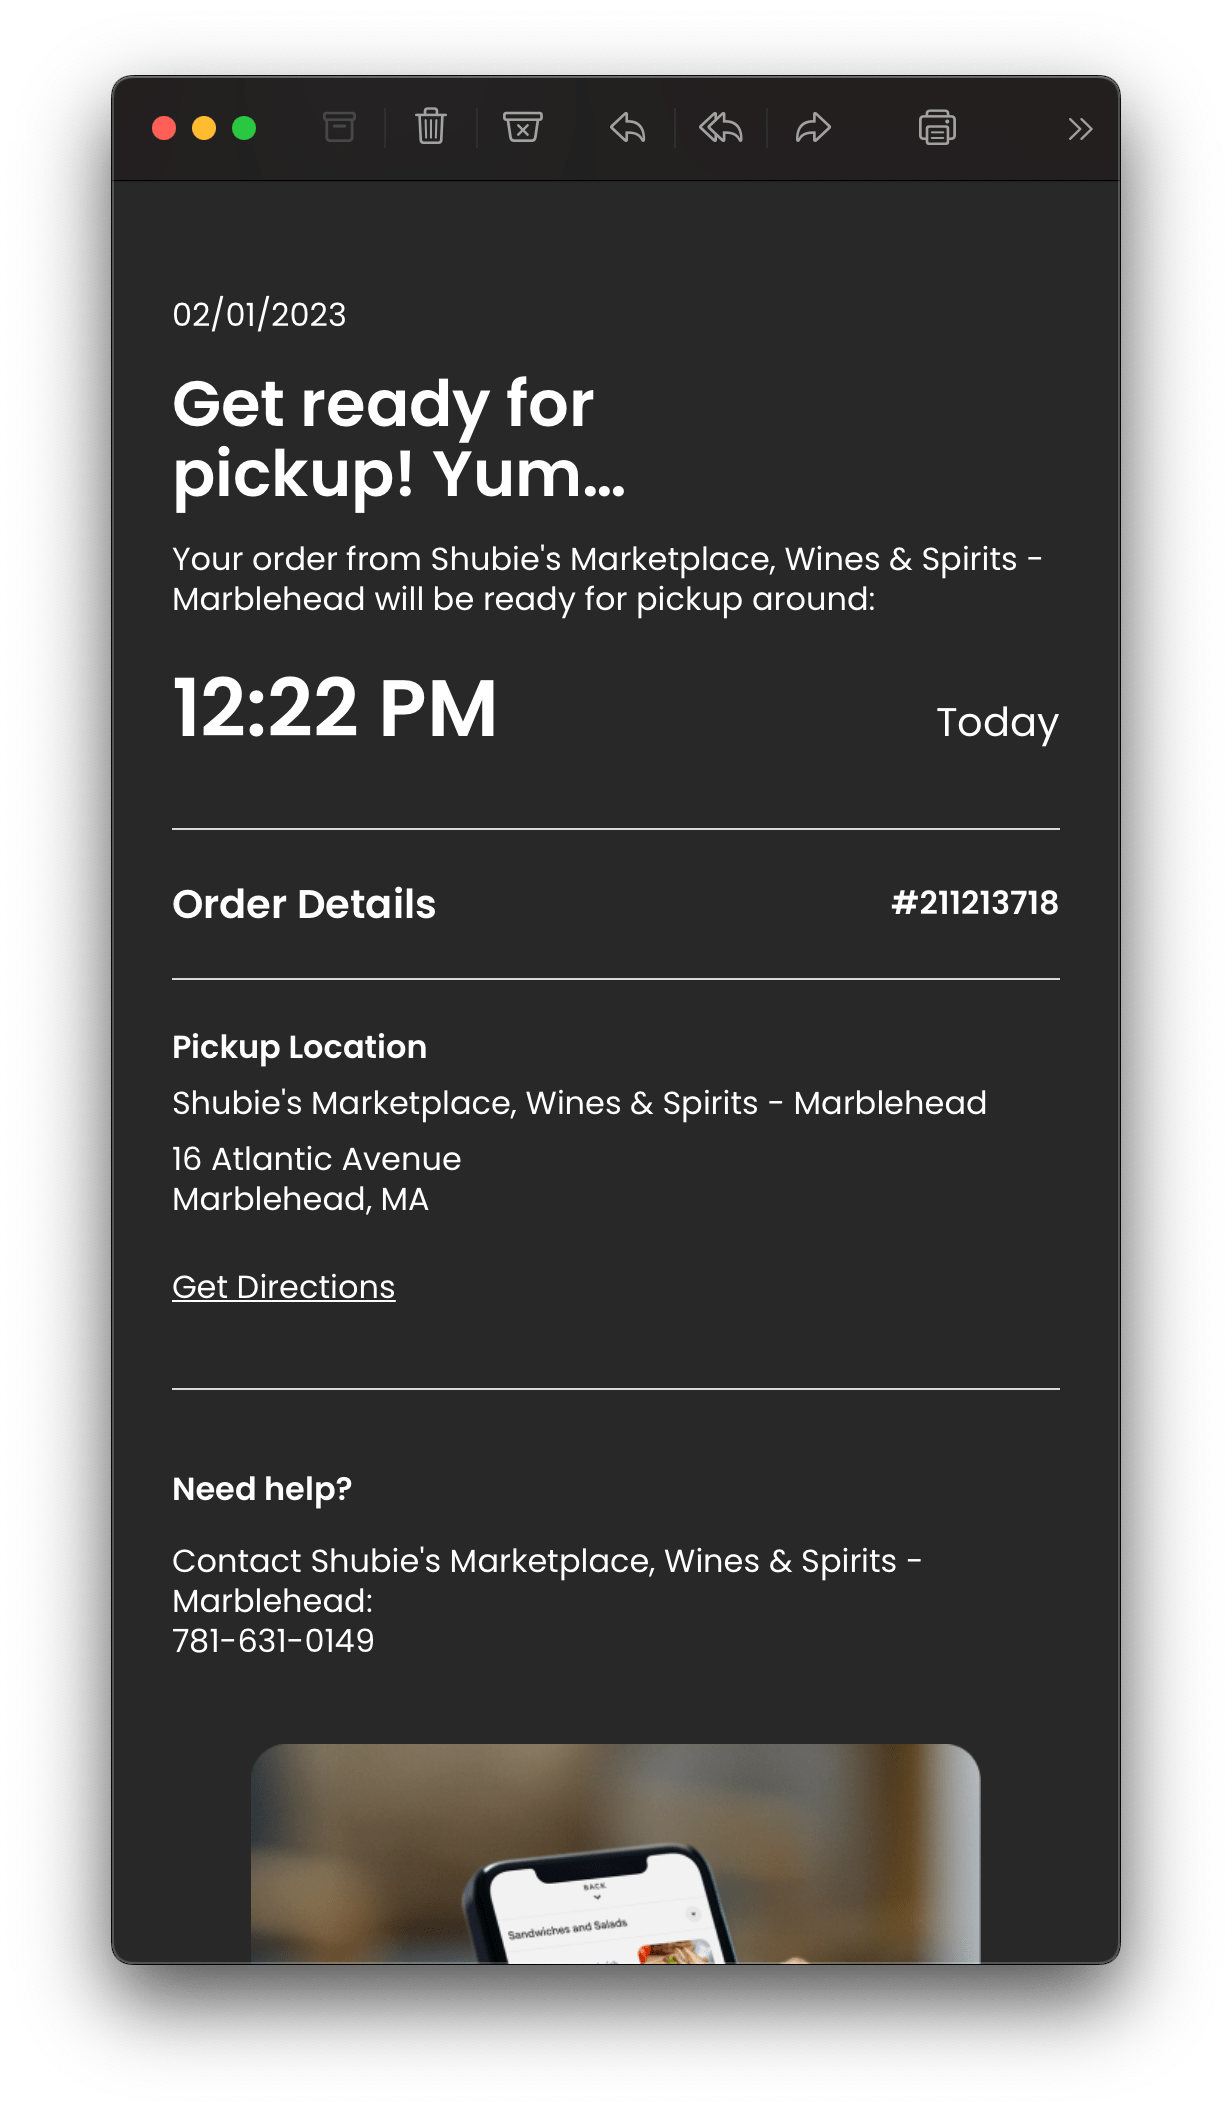 02/01/2023
Get ready for
pickup! Yum...
Your order from Shubie's Marketplace, Wines & Spirits -
Marblehead will be ready for pickup around:
12:22 PM
Today
Order Details
#211213718
Pickup Location
Shubie's Marketplace, Wines & Spirits - Marblehead
16 Atlantic Avenue
Marblehead, MA
Get Directions
Need help?
Contact Shubie's Marketplace, Wines & Spirits -
Marblehead:
781-631-0149
BACK
Sandwiches and Salads